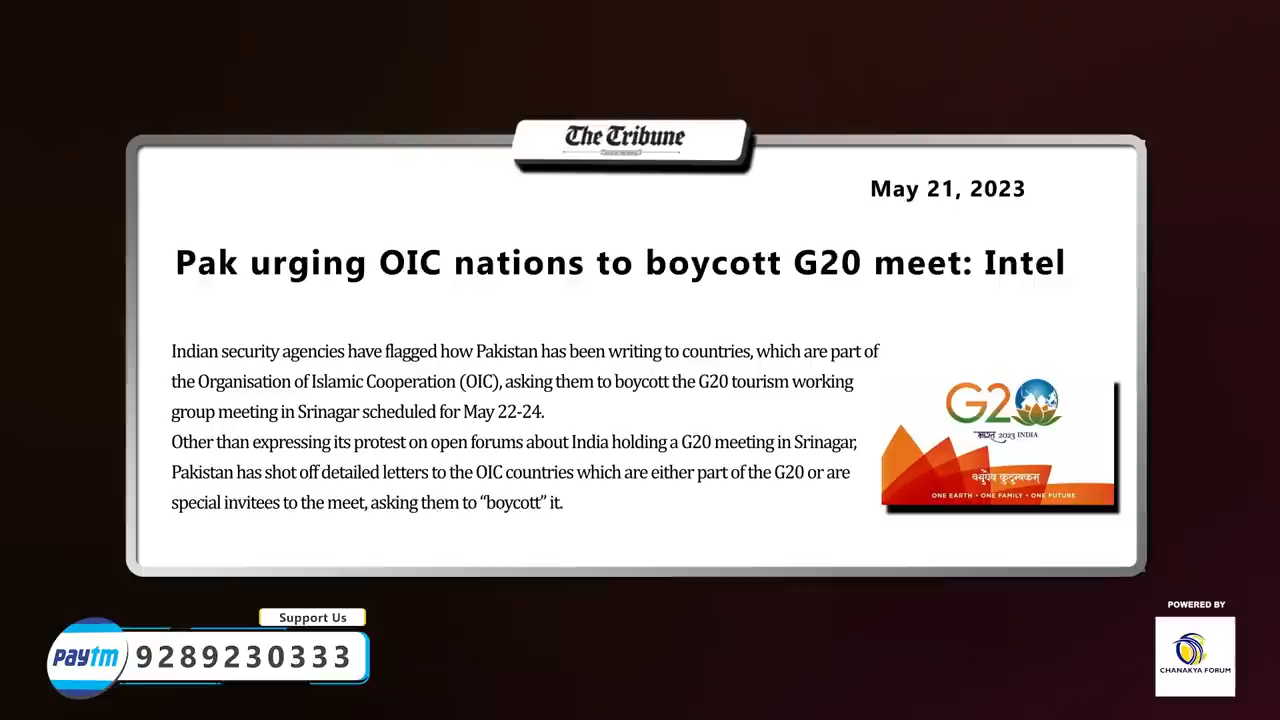 The Tribune
May 21, 2023
Pak urging OIC nations to boycott G20 meet: Intel
Indian security agencies have flagged how Pakistan has been writing to countries, which are part of
the Organisation of Islamic Cooperation (OIC), asking them to boycott the G20 tourism working
group meeting in Srinagar scheduled for May 22-24.
Other than expressing its protest on open forums about India holding a G20 meeting in Srinagar,
Pakistan has shot off detailed letters to the OIC countries which are either part of the G20 or are
special invitees to the meet, asking them to “boycott” it.
G20
भारत 2023 INDIA
वसुधैव कुटुम्बकम्
ONE EARTH • ONE FAMILY • ONE FUTURE
Support Us
paytm 9289230333
POWERED BY
CHANAKYA FORUM